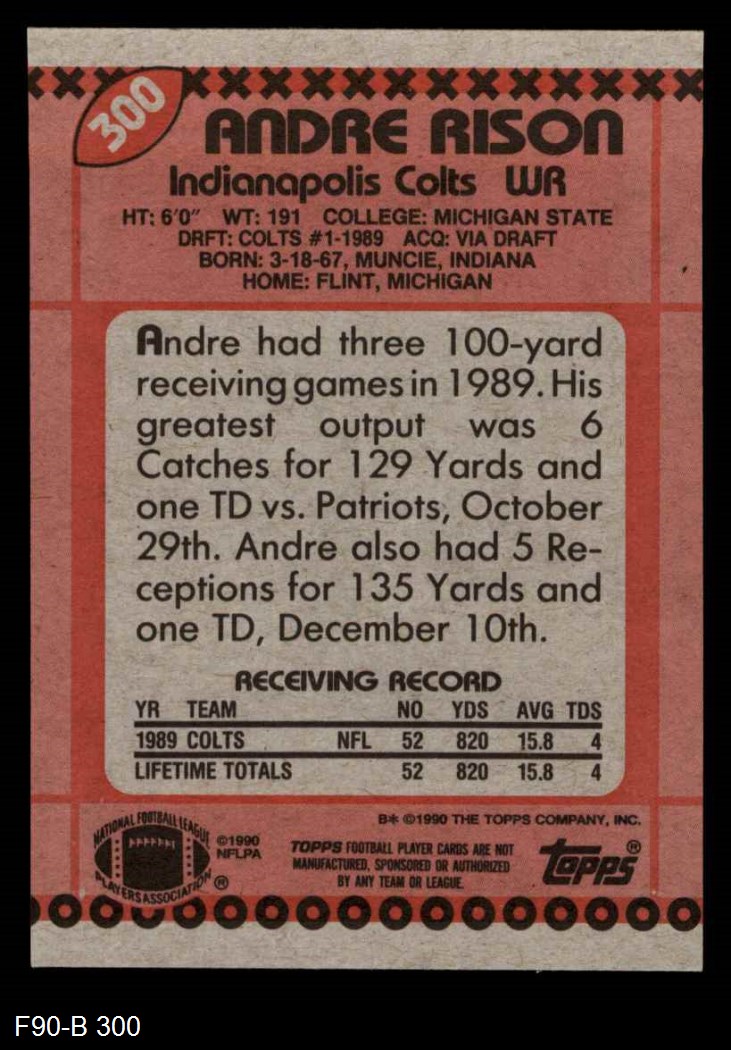 300
ANDRE RISON
Indianapolis Colts WR
HT: 6'0" WT: 191 COLLEGE: MICHIGAN STATE
DRFT: COLTS #1-1989 ACQ: VIA DRAFT
BORN: 3-18-67, MUNCIE, INDIANA
HOME: FLINT, MICHIGAN
Andre had three 100-yard
receiving games in 1989. His
greatest output was 6
Catches for 129 Yards and
one TD vs. Patriots, October
29th. Andre also had 5 Re-
ceptions for 135 Yards and
one TD, December 10th.
RECEIVING RECORD
YR TEAM NO YDS AVG TDS
1989 COLTS NFL 52 820 15.8 4
LIFETIME TOTALS 52 820 15.8 4
B* ©1990 THE TOPPS COMPANY, INC.
NATIONAL FOOTBALL LEAGUE
PLAYERS ASSOCIATION ®
©1990
NFLPA
TOPPS FOOTBALL PLAYER CARDS ARE NOT
MANUFACTURED, SPONSORED OR AUTHORIZED
BY ANY TEAM OR LEAGUE.
topps®
F90-B 300